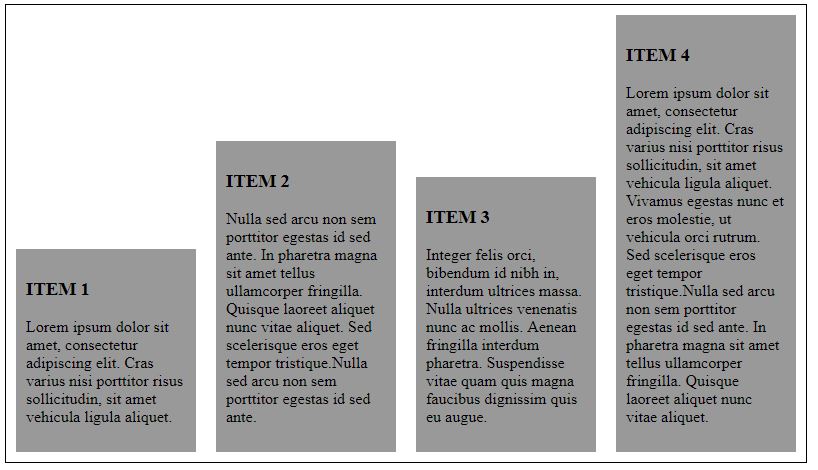 ITEM 1
Lorem ipsum dolor sit
amet, consectetur
adipiscing elit. Cras
varius nisi porttitor risus
sollicitudin, sit amet
vehicula ligula aliquet.
ITEM 2
Nulla sed arcu non sem
porttitor egestas id sed
ante. In pharetra magna
sit amet tellus
ullamcorper fringilla.
Quisque laoreet aliquet
nunc vitae aliquet. Sed
scelerisque eros eget
tempor tristique.Nulla
sed arcu non sem
porttitor egestas id sed
ante.
ITEM 3
Integer felis orci,
bibendum id nibh in,
interdum ultrices massa.
Nulla ultrices venenatis
nunc ac mollis. Aenean
fringilla interdum
pharetra. Suspendisse
vitae quam quis magna
faucibus dignissim quis
eu augue.
ITEM 4
Lorem ipsum dolor sit
amet, consectetur
adipiscing elit. Cras
varius nisi porttitor risus
sollicitudin, sit amet
vehicula ligula aliquet.
Vivamus egestas nunc et
eros molestie, ut
vehicula orci rutrum.
Sed scelerisque eros
eget tempor
tristique.Nulla sed arcu
non sem porttitor
egestas id sed ante. In
pharetra magna sit amet
tellus ullamcorper
fringilla. Quisque
laoreet aliquet nunc
vitae aliquet.